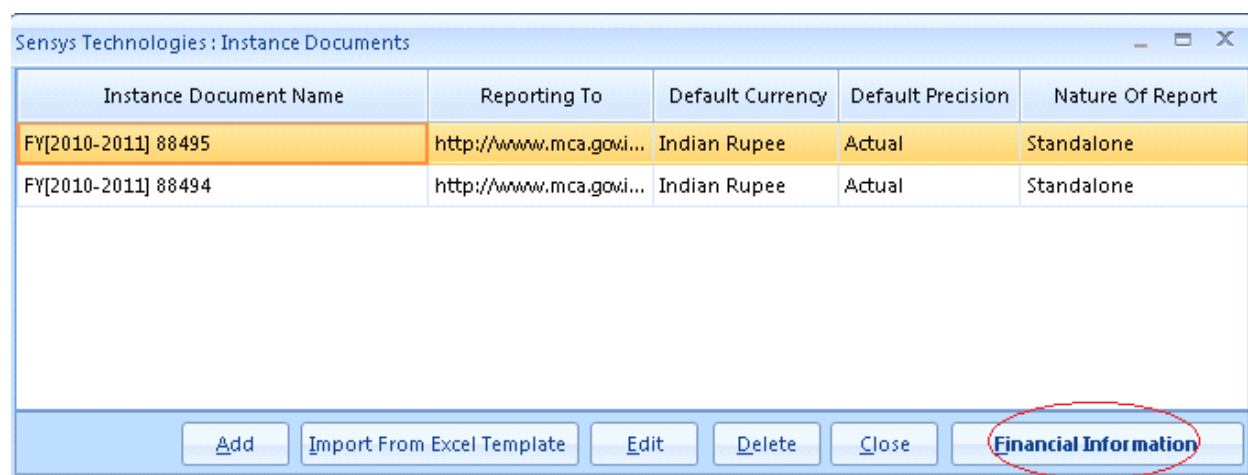 Sensys Technologies : Instance Documents
Instance Document Name Reporting To Default Currency Default Precision Nature Of Report
FY[2010-2011] 88495 http://www.mca.gov.i... Indian Rupee Actual Standalone
FY[2010-2011] 88494 http://www.mca.gov.i... Indian Rupee Actual Standalone
Add Import From Excel Template Edit Delete Close Financial Information